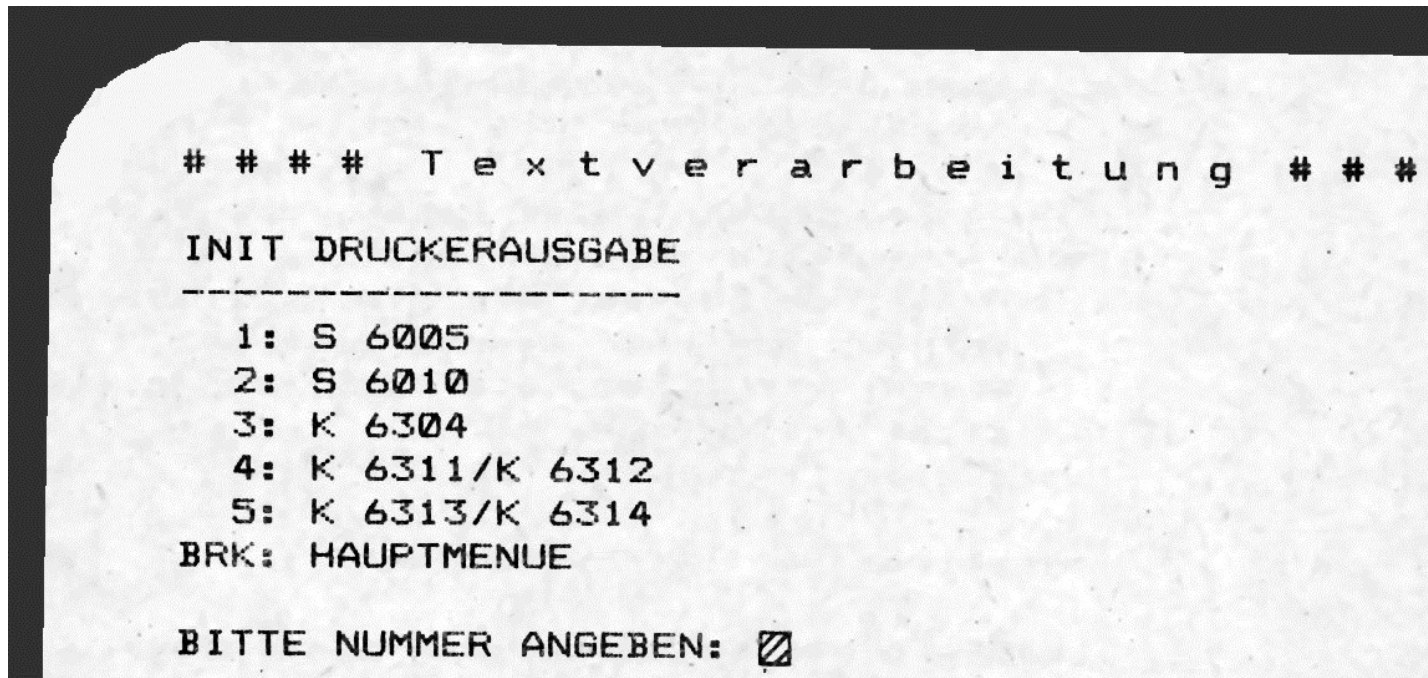 # # # # T e x t v e r a r b e i t u n g # # #
INIT DRUCKERAUSGABE
-------------------
1: S 6005
2: S 6010
3: K 6304
4: K 6311/K 6312
5: K 6313/K 6314
BRK: HAUPTMENUE
BITTE NUMMER ANGEBEN: ▨